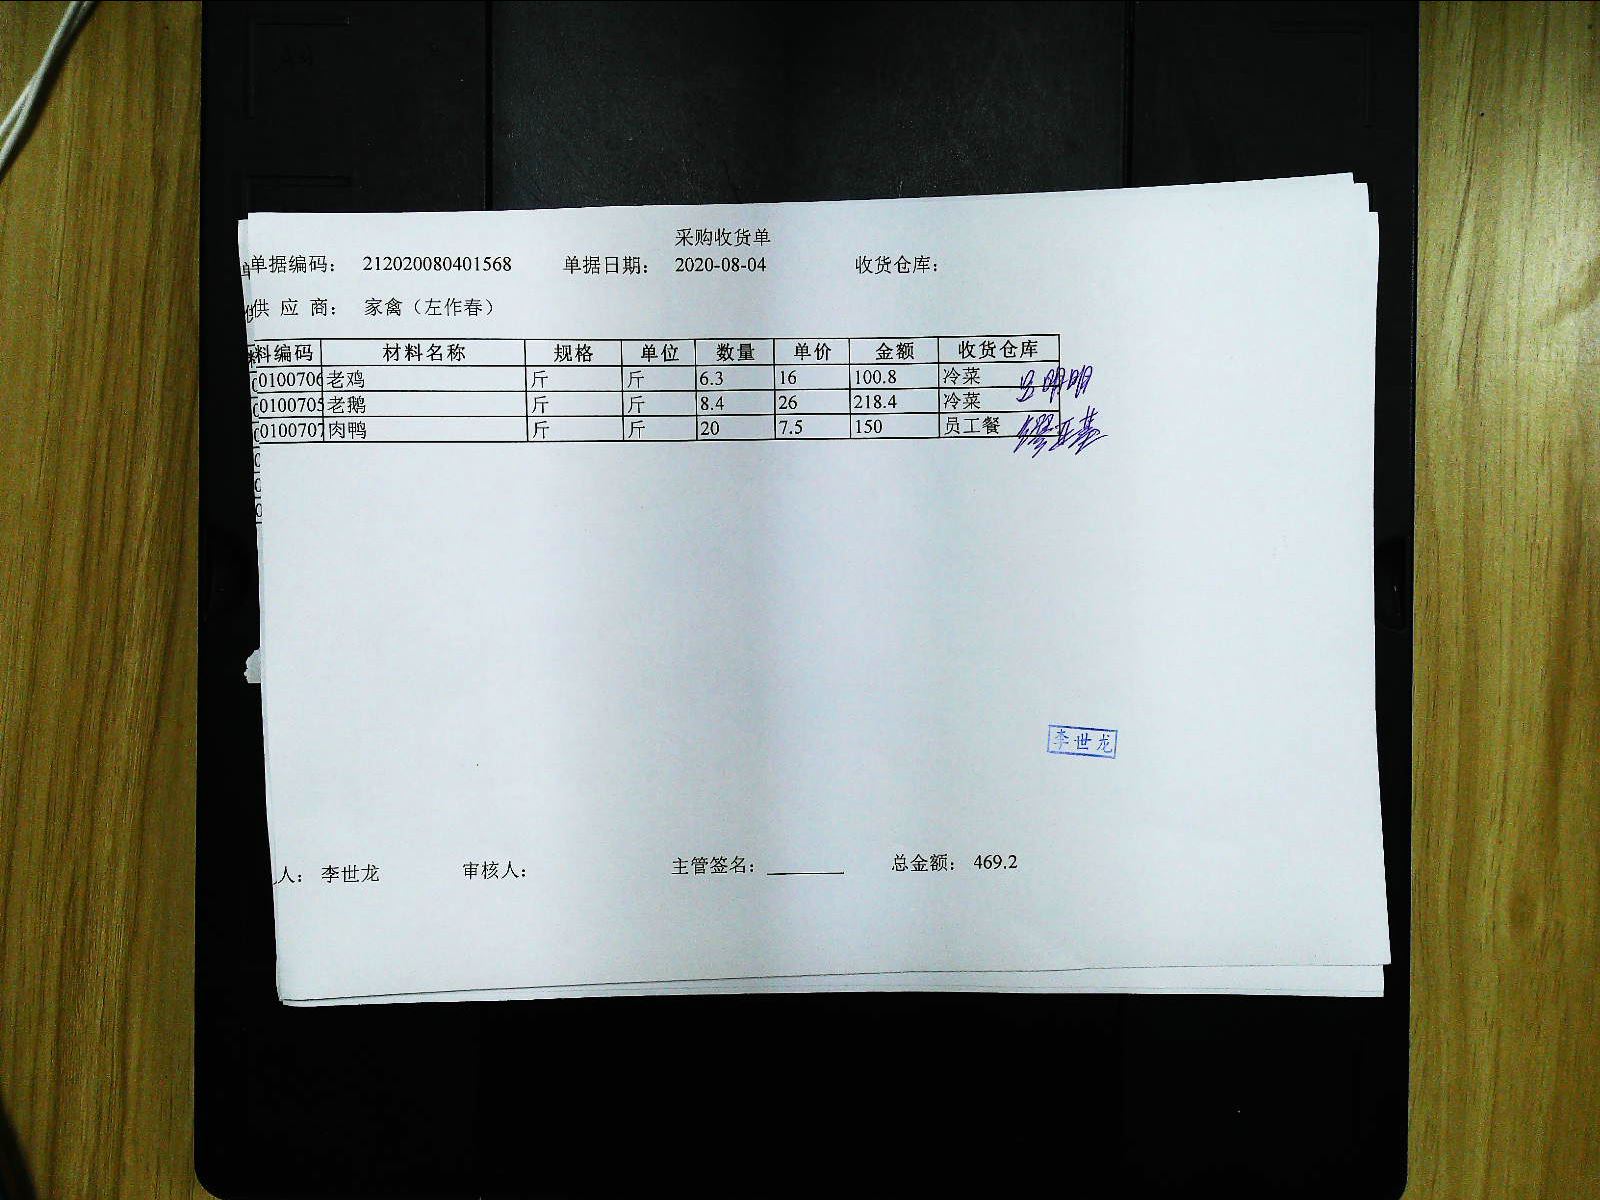 采购收货单
单据编码： 212020080401568 单据日期： 2020-08-04 收货仓库：
供 应 商： 家禽（左作春）
料编码 材料名称 规格 单位 数量 单价 金额 收货仓库
0100706 老鸡 斤 斤 6.3 16 100.8 冷菜
0100705 老鹅 斤 斤 8.4 26 218.4 冷菜
0100707 肉鸭 斤 斤 20 7.5 150 员工餐
李世龙
人： 李世龙 审核人： 主管签名： 总金额： 469.2